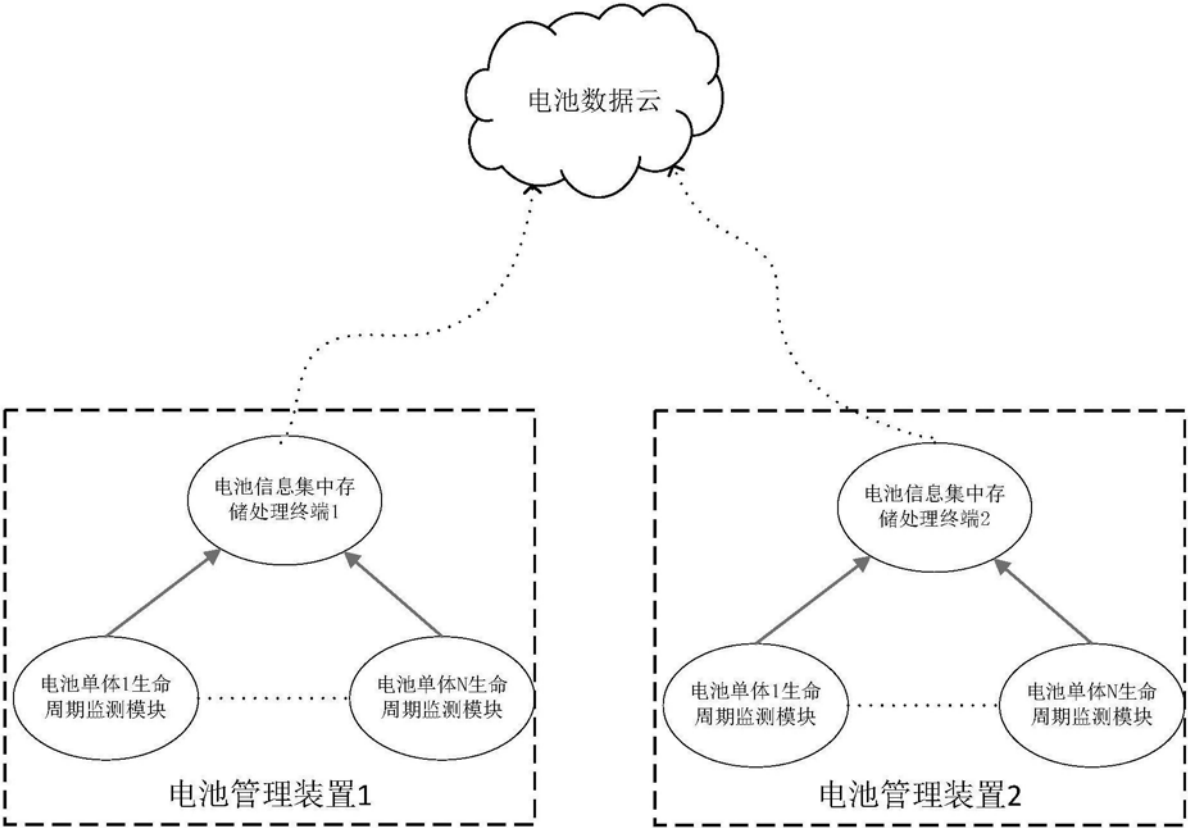 电池数据云
电池信息集中存
储处理终端1
电池单体1生命
周期监测模块
电池单体N生命
周期监测模块
电池管理装置1
电池信息集中存
储处理终端2
电池单体1生命
周期监测模块
电池单体N生命
周期监测模块
电池管理装置2